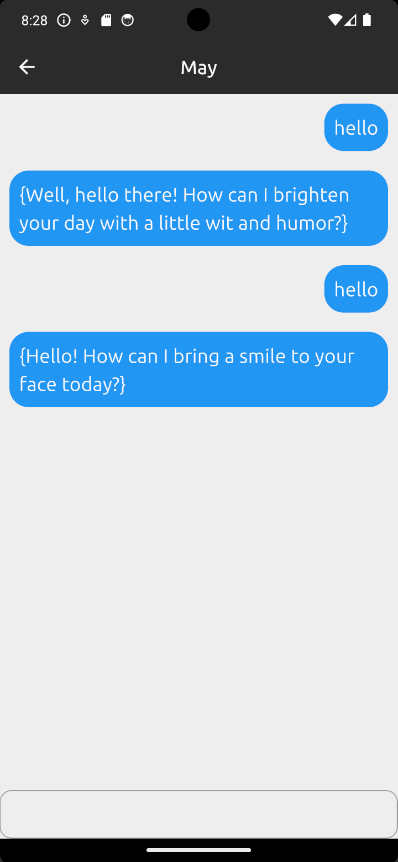 8:28
May
hello
{Well, hello there! How can I brighten
your day with a little wit and humor?}
hello
{Hello! How can I bring a smile to your
face today?}